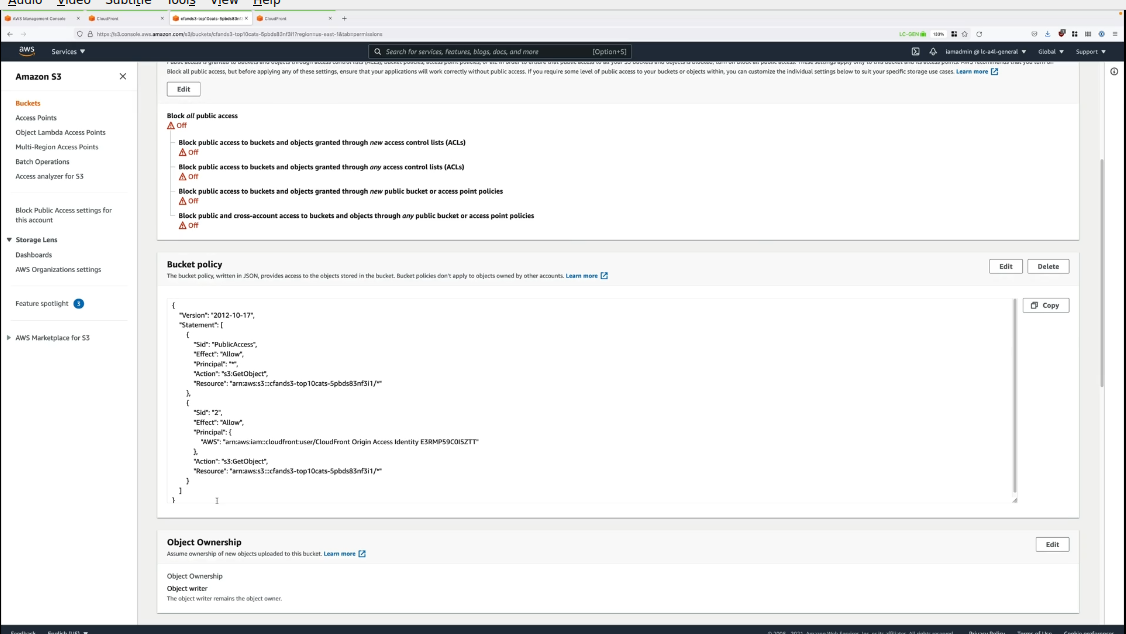 Audio Video Subtitle Tools View Help
AWS Management Console × CloudFront × cfands3-top10cats-5pbds83nf3 × CloudFront × +
https://s3.console.aws.amazon.com/s3/buckets/cfands3-top10cats-5pbds83nf3i1?region=us-east-1&tab=permissions LC-GEN 133%
aws Services ▼ Search for services, features, blogs, docs, and more [Option+S] iamadmin @ lc-a4l-general ▼ Global ▼ Support ▼
Amazon S3 ×
Buckets
Access Points
Object Lambda Access Points
Multi-Region Access Points
Batch Operations
Access analyzer for S3
Block Public Access settings for
this account
▼ Storage Lens
Dashboards
AWS Organizations settings
Feature spotlight 3
▶ AWS Marketplace for S3
Block all public access, but before applying any of these settings, ensure that your applications will work correctly without public access. If you require some level of public access to your buckets or objects within, you can customize the individual settings below to suit your specific storage use cases. Learn more
Edit
Block all public access
Off
Block public access to buckets and objects granted through new access control lists (ACLs)
Off
Block public access to buckets and objects granted through any access control lists (ACLs)
Off
Block public access to buckets and objects granted through new public bucket or access point policies
Off
Block public and cross-account access to buckets and objects through any public bucket or access point policies
Off
Bucket policy
The bucket policy, written in JSON, provides access to the objects stored in the bucket. Bucket policies don't apply to objects owned by other accounts. Learn more
Edit Delete
Copy
{
"Version": "2012-10-17",
"Statement": [
{
"Sid": "PublicAccess",
"Effect": "Allow",
"Principal": "*",
"Action": "s3:GetObject",
"Resource": "arn:aws:s3:::cfands3-top10cats-5pbds83nf3i1/*"
},
{
"Sid": "2",
"Effect": "Allow",
"Principal": {
"AWS": "arn:aws:iam::cloudfront:user/CloudFront Origin Access Identity E3RMP59C0ISZTT"
},
"Action": "s3:GetObject",
"Resource": "arn:aws:s3:::cfands3-top10cats-5pbds83nf3i1/*"
}
]
}
Object Ownership
Assume ownership of new objects uploaded to this bucket. Learn more
Edit
Object Ownership
Object writer
The object writer remains the object owner.
Feedback English (US) ▼ Privacy Policy Terms of Use Cookie preferences